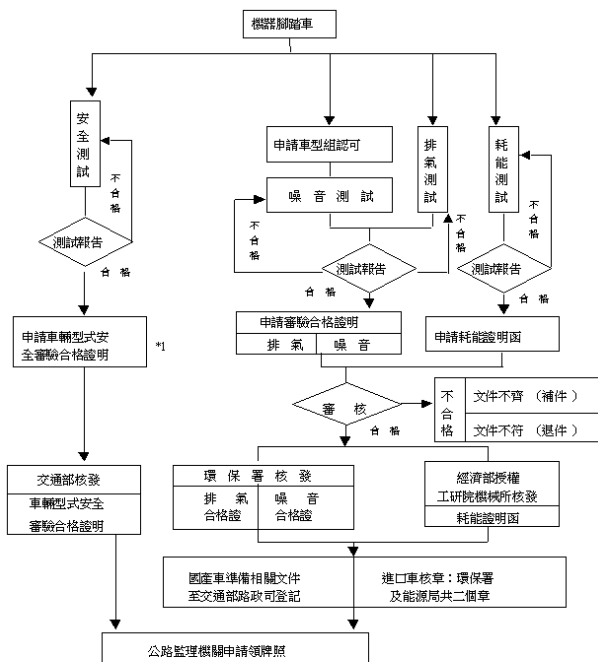 機器腳踏車
安全測試
不合格
測試報告
合格
申請車輛型式安
全審驗合格證明
*1
交通部核發
車輛型式安全
審驗合格證明
申請車型組認可
噪音測試
排氣測試
不合格
不合格
測試報告
合格
申請審驗合格證明
排氣 噪音
耗能測試
不合格
測試報告
合格
申請耗能證明函
審核
合格
不合格
文件不齊（補件）
文件不符（退件）
環保署核發
排氣 噪音
合格證 合格證
經濟部授權
工研院機械所核發
耗能證明函
國產車準備相關文件
至交通部路政司登記
進口車核章：環保署
及能源局共二個章
公路監理機關申請領牌照